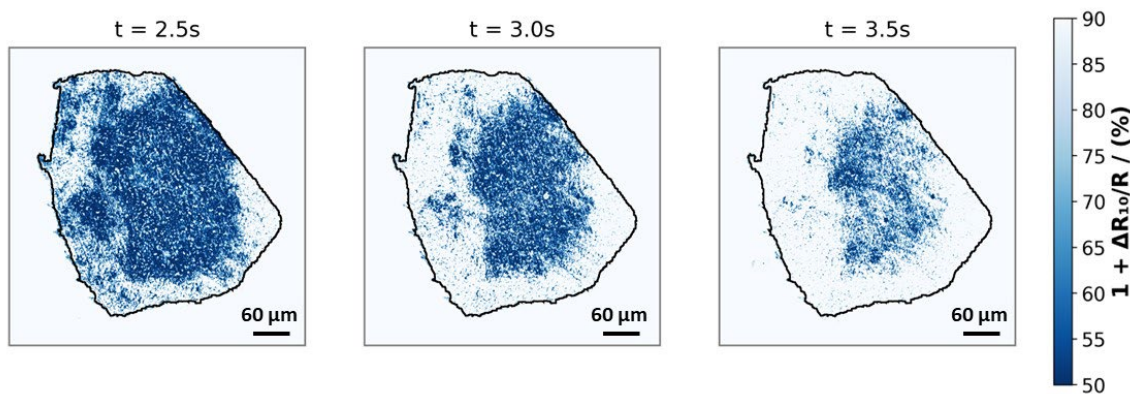 t = 2.5s
t = 3.0s
t = 3.5s
60 µm
60 µm
60 µm
90
85
80
75
70
65
60
55
50
1 + ΔR₁₀/R / (%)